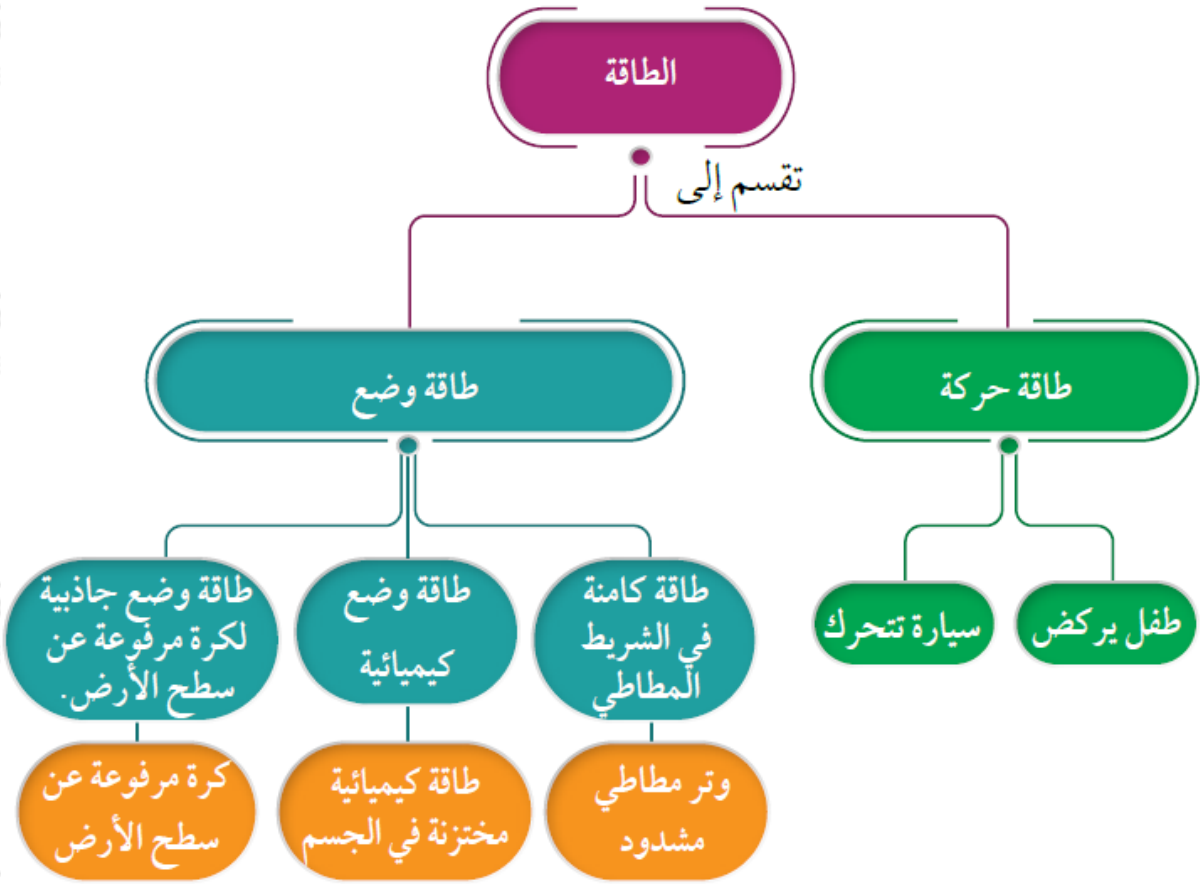 الطاقة
تقسم إلى
طاقة حركة
طاقة وضع
طفل يركض
سيارة تتحرك
طاقة كامنة
في الشريط
المطاطي
طاقة وضع
كيميائية
طاقة وضع جاذبية
لكرة مرفوعة عن
سطح الأرض.
وتر مطاطي
مشدود
طاقة كيميائية
مختزنة في الجسم
كرة مرفوعة عن
سطح الأرض